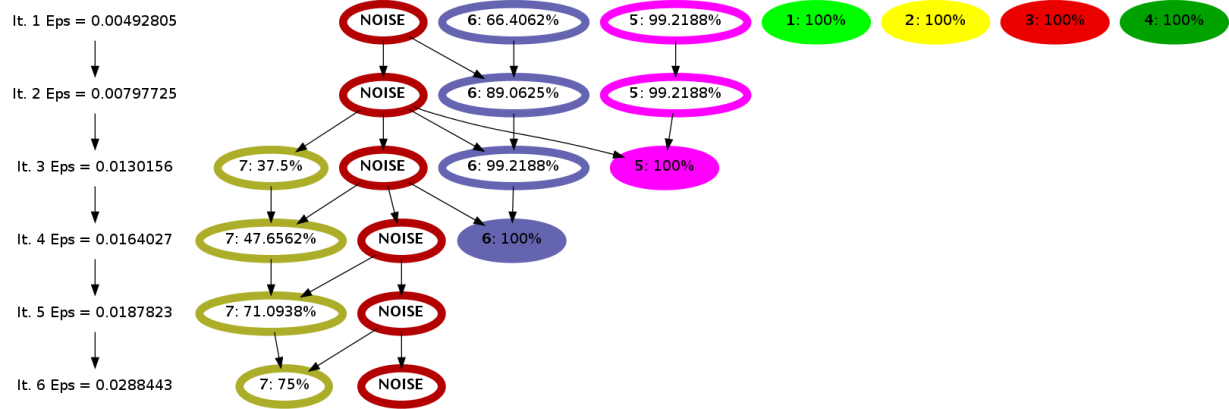 It. 1 Eps = 0.00492805 NOISE 6: 66.4062% 5: 99.2188% 1: 100% 2: 100% 3: 100% 4: 100%
It. 2 Eps = 0.00797725 NOISE 6: 89.0625% 5: 99.2188%
It. 3 Eps = 0.0130156 7: 37.5% NOISE 6: 99.2188% 5: 100%
It. 4 Eps = 0.0164027 7: 47.6562% NOISE 6: 100%
It. 5 Eps = 0.0187823 7: 71.0938% NOISE
It. 6 Eps = 0.0288443 7: 75% NOISE